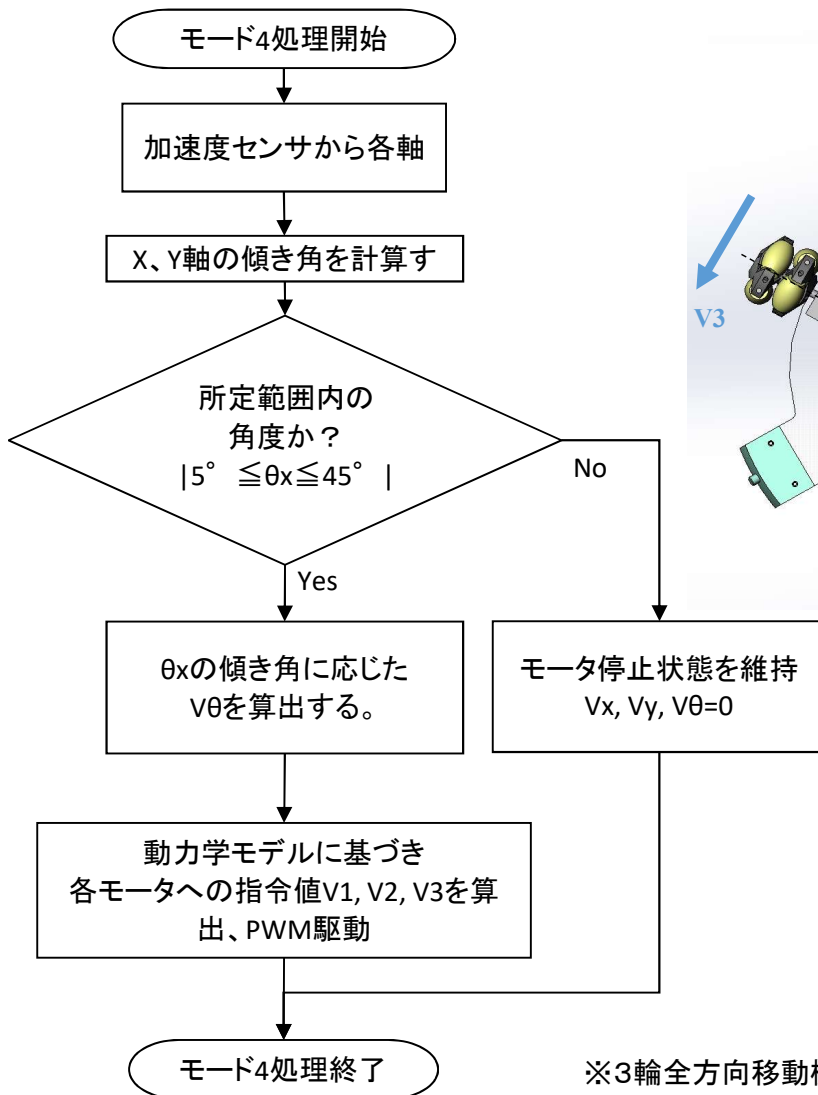 モード4処理開始
加速度センサから各軸
X、Y軸の傾き角を計算す
所定範囲内の
角度か？
|5°　≦θx≦45°　|
No
Yes
θxの傾き角に応じた
Vθを算出する。
モータ停止状態を維持
Vx, Vy, Vθ=0
動力学モデルに基づき
各モータへの指令値V1, V2, V3を算
出、PWM駆動
モード4処理終了
V3
※3輪全方向移動